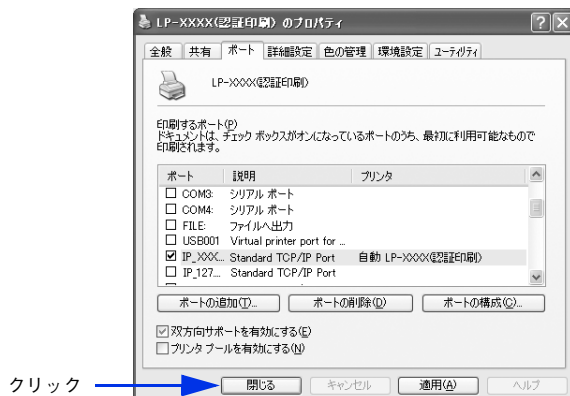 LP-XXXX(認証印刷) のプロパティ
全般 共有 ポート 詳細設定 色の管理 環境設定 ユーティリティ
LP-XXXX(認証印刷)
印刷するポート(P)
ドキュメントは、チェック ボックスがオンになっているポートのうち、最初に利用可能なもので
印刷されます。
ポート 説明 プリンタ
COM3: シリアル ポート
COM4: シリアル ポート
FILE: ファイルへ出力
USB001 Virtual printer port for ...
IP_XXX... Standard TCP/IP Port 自動 LP-XXXX(認証印刷)
IP_127... Standard TCP/IP Port
ポートの追加(T)... ポートの削除(D) ポートの構成(C)...
双方向サポートを有効にする(E)
プリンタ プールを有効にする(N)
クリック 閉じる キャンセル 適用(A) ヘルプ